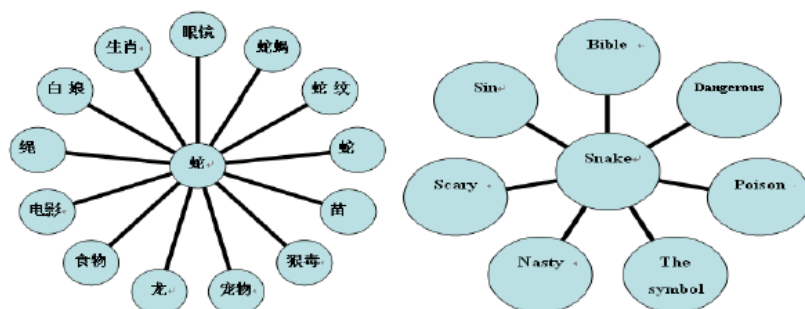 眼镜
蛇蝎
蛇纹
蛇
苗
狠毒
宠物
龙
食物
电影
绳
白娘
生肖
蛇
Bible
Dangerous
Poison
The
symbol
Nasty
Scary
Sin
Snake